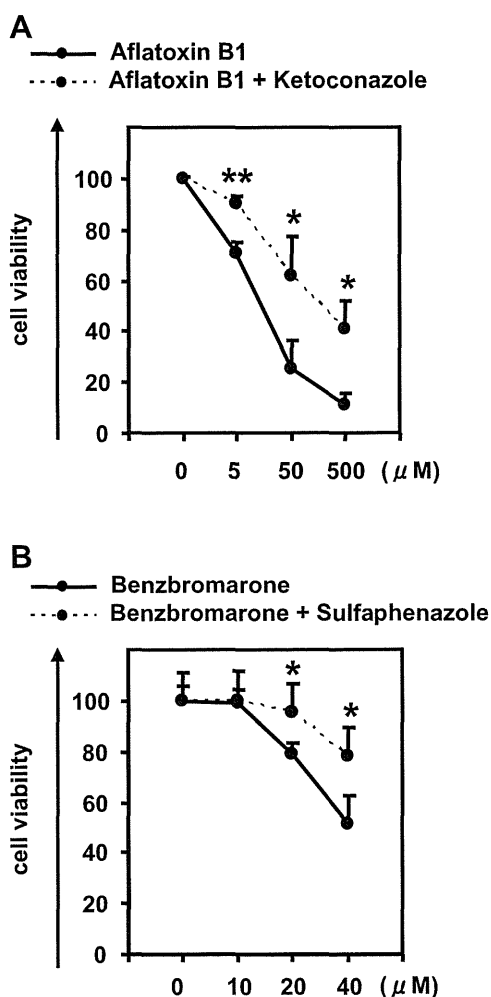 A
Aflatoxin B1
Aflatoxin B1 + Ketoconazole
cell viability
100
80
60
40
20
0
**
*
*
0 5 50 500 (μM)
B
Benzbromarone
Benzbromarone + Sulfaphenazole
cell viability
100
80
60
40
20
0
*
*
0 10 20 40 (μM)